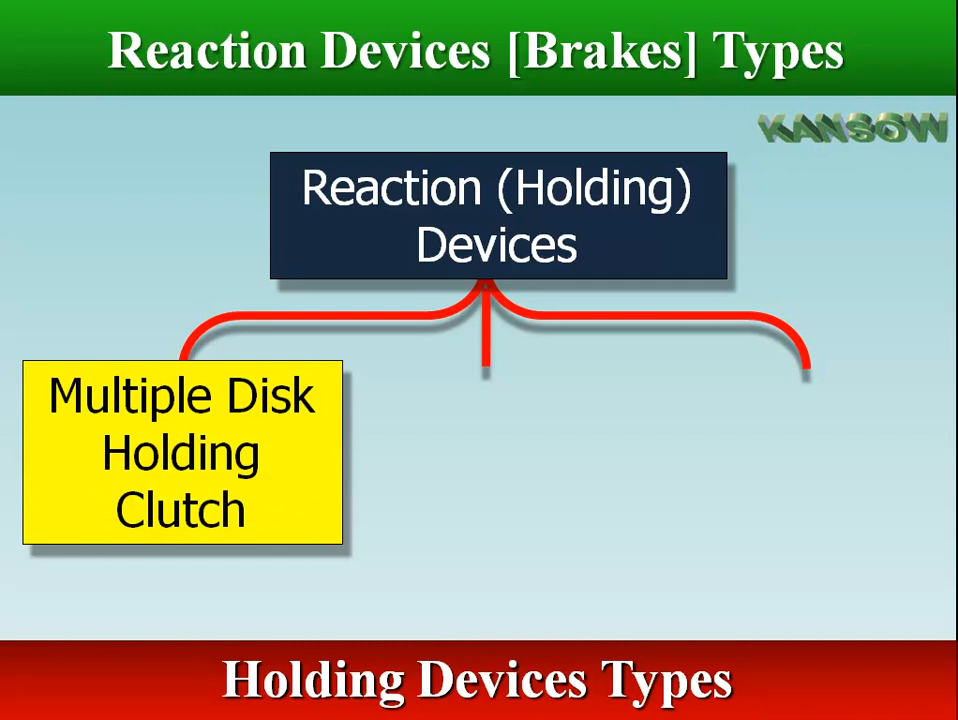 Reaction Devices [Brakes] Types
KANSOW
Reaction (Holding)
Devices
Multiple Disk
Holding
Clutch
Holding Devices Types